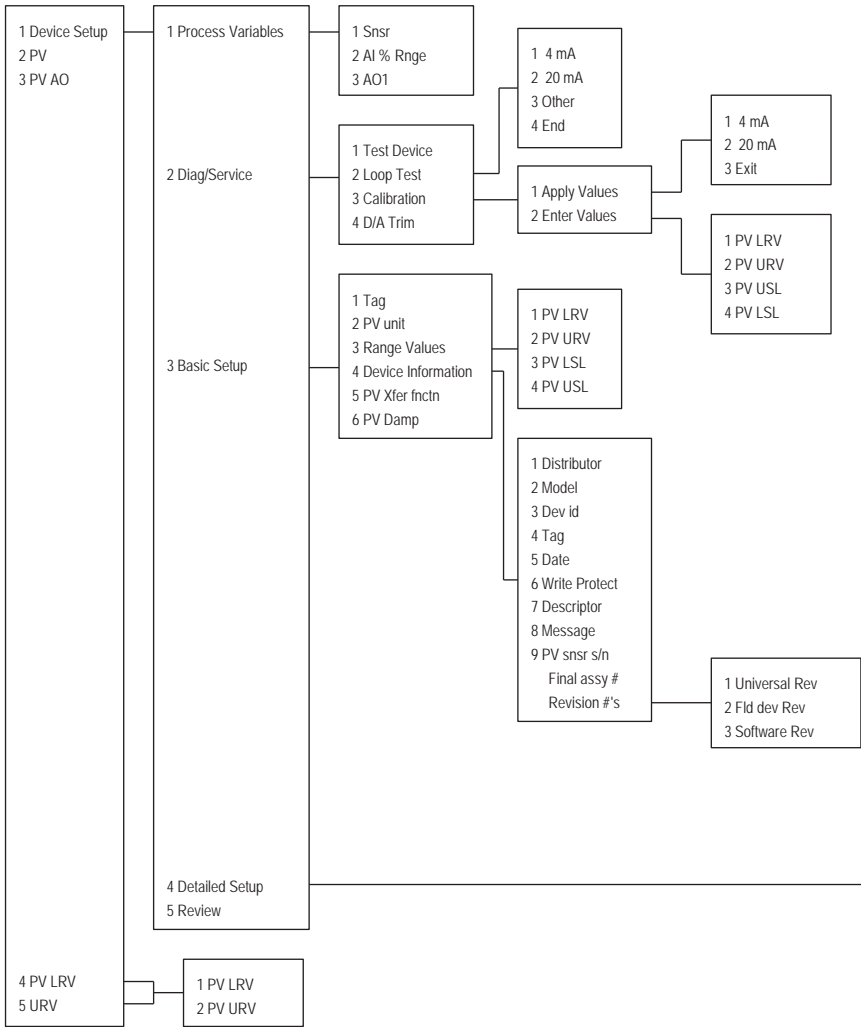 1 Device Setup
2 PV
3 PV AO
4 PV LRV
5 URV
1 Process Variables
2 Diag/Service
3 Basic Setup
4 Detailed Setup
5 Review
1 PV LRV
2 PV URV
1 Snsr
2 AI % Rnge
3 AO1
1 Test Device
2 Loop Test
3 Calibration
4 D/A Trim
1 4 mA
2 20 mA
3 Other
4 End
1 Apply Values
2 Enter Values
1 4 mA
2 20 mA
3 Exit
1 PV LRV
2 PV URV
3 PV USL
4 PV LSL
1 Tag
2 PV unit
3 Range Values
4 Device Information
5 PV Xfer fnctn
6 PV Damp
1 PV LRV
2 PV URV
3 PV LSL
4 PV USL
1 Distributor
2 Model
3 Dev id
4 Tag
5 Date
6 Write Protect
7 Descriptor
8 Message
9 PV snsr s/n
Final assy #
Revision #'s
1 Universal Rev
2 Fld dev Rev
3 Software Rev